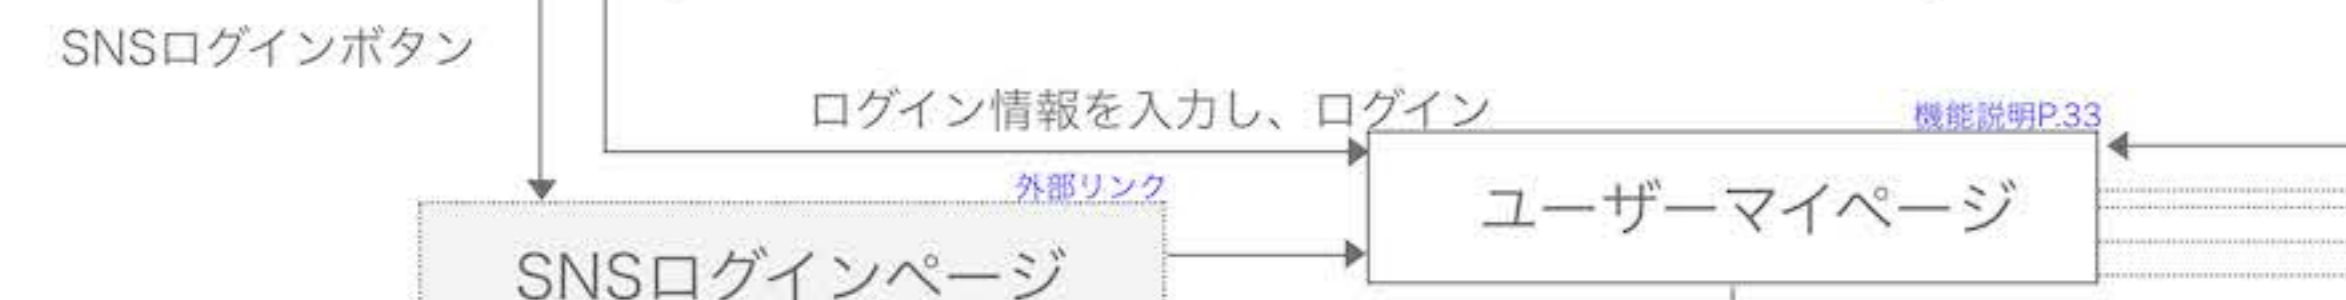 SNSログインボタン
ログイン情報を入力し、ログイン
機能説明P.33
外部リンク
ユーザーマイページ
SNSログインページ